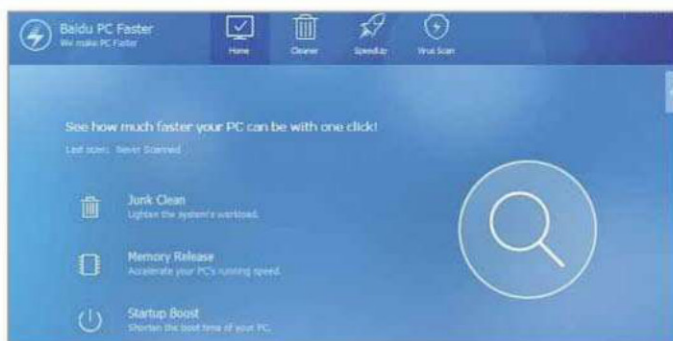 Baidu PC Faster
We make PC Faster
Home
Cleaner
SpeedUp
Virus Scan
See how much faster your PC can be with one click!
Last scan: Never Scanned
Junk Clean
Lighten the system's workload.
Memory Release
Accelerate your PC's running speed.
Startup Boost
Shorten the boot time of your PC.